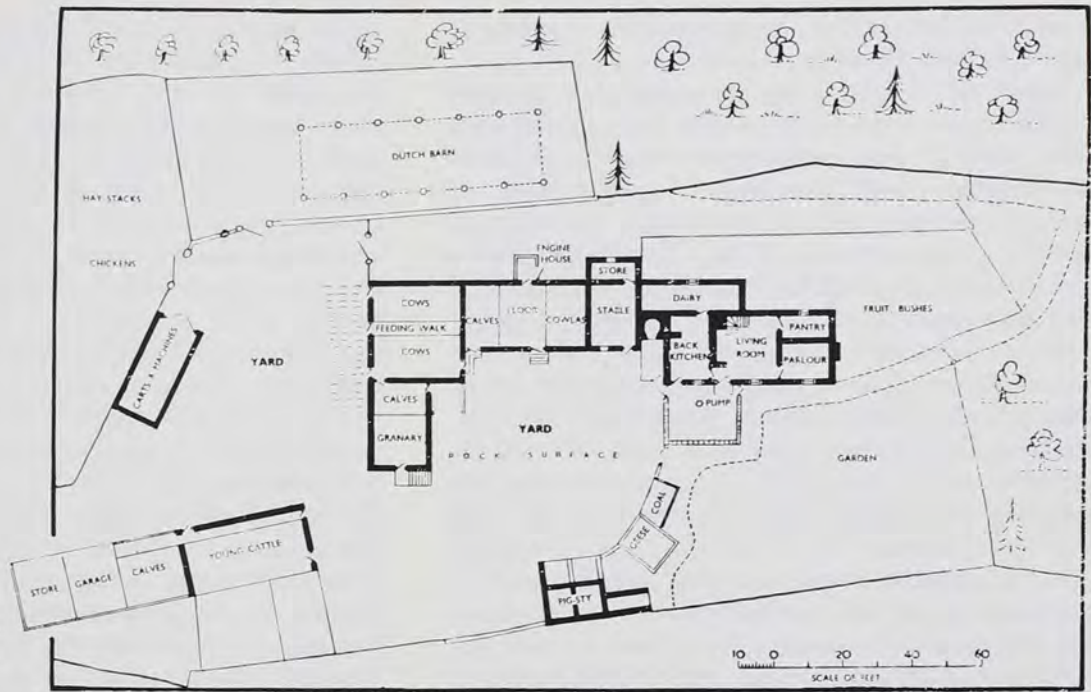 DUTCH BARN
HAY STACKS
CHICKENS
ENGINE
HOUSE
STORE
COWS
FEEDING WALK
COWS
CALVES
FLOOR
COWLAS
STABLE
DAIRY
BACK
KITCHEN
LIVING
ROOM
PANTRY
PARLOUR
FRUIT BUSHES
CARTS & MACHINES
YARD
CALVES
GRANARY
YARD
ROCK SURFACE
PUMP
GARDEN
COAL
GEESE
PIG-STY
STORE
GARAGE
CALVES
YOUNG CATTLE
10 0 20 40 60
SCALE OF FEET